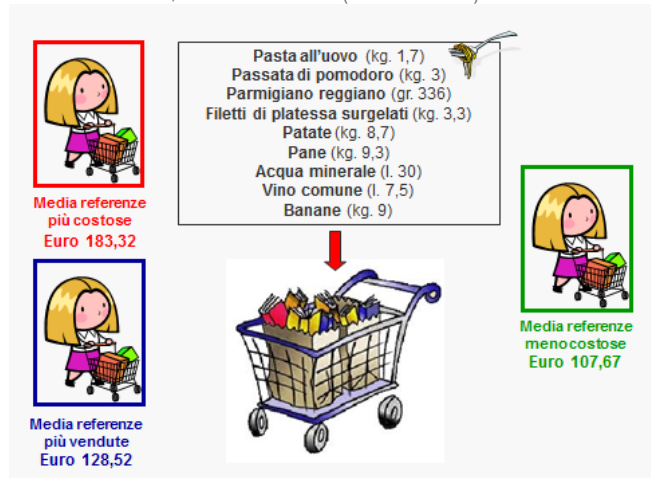 Pasta all'uovo (kg. 1,7)
Passata di pomodoro (kg. 3)
Parmigiano reggiano (gr. 336)
Filetti di platessa surgelati (kg. 3,3)
Patate (kg. 8,7)
Pane (kg. 9,3)
Acqua minerale (l. 30)
Vino comune (l. 7,5)
Banane (kg. 9)
Media referenze
più costose
Euro 183,32
Media referenze
più vendute
Euro 128,52
Media referenze
meno costose
Euro 107,67